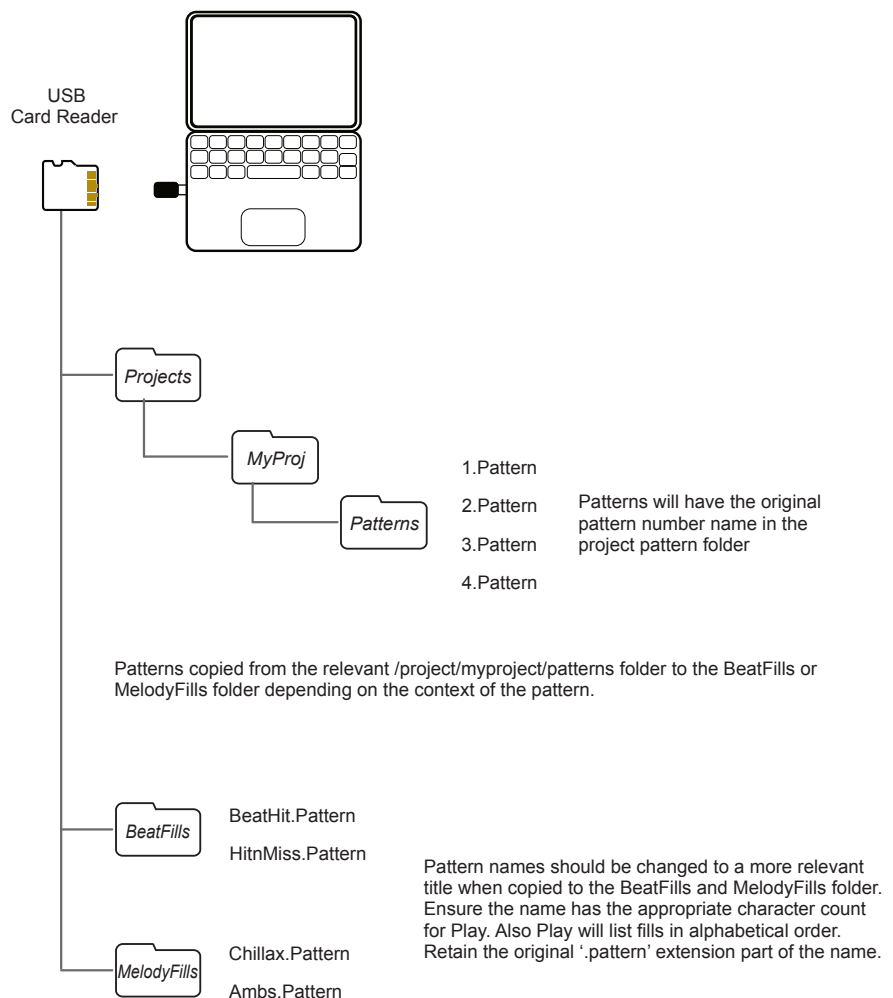 USB
Card Reader
Projects
MyProj
Patterns
1.Pattern
2.Pattern
3.Pattern
4.Pattern
Patterns will have the original
pattern number name in the
project pattern folder
Patterns copied from the relevant /project/myproject/patterns folder to the BeatFills or
MelodyFills folder depending on the context of the pattern.
BeatFills
BeatHit.Pattern
HitnMiss.Pattern
Pattern names should be changed to a more relevant
title when copied to the BeatFills and MelodyFills folder.
Ensure the name has the appropriate character count
for Play. Also Play will list fills in alphabetical order.
Retain the original ‘.pattern’ extension part of the name.
MelodyFills
Chillax.Pattern
Ambs.Pattern